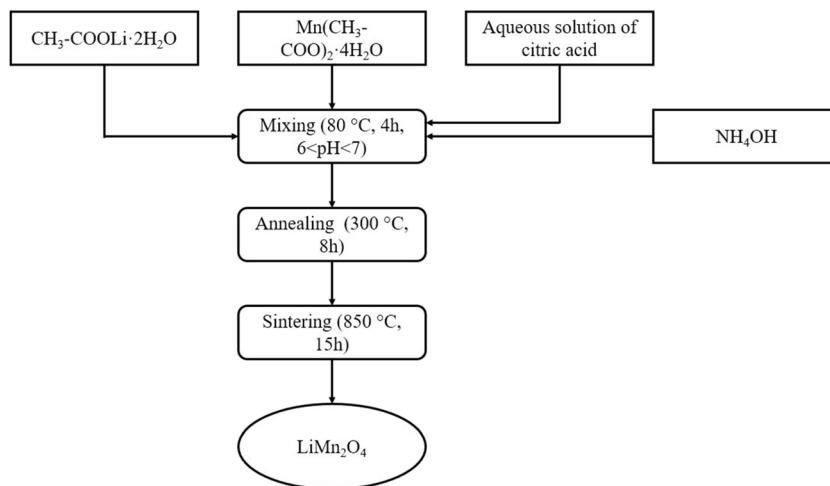 CH₃-COOLi·2H₂O
Mn(CH₃-
COO)₂·4H₂O
Aqueous solution of
citric acid
Mixing (80 °C, 4h,
6<pH<7)
NH₄OH
Annealing (300 °C,
8h)
Sintering (850 °C,
15h)
LiMn₂O₄